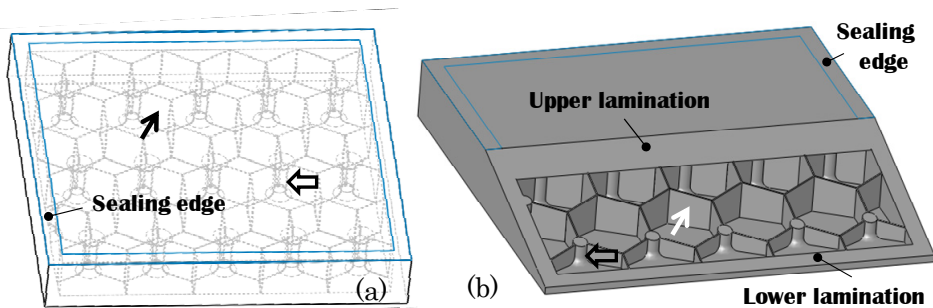 Sealing edge
(a)
Sealing
edge
Upper lamination
(b)
Lower lamination